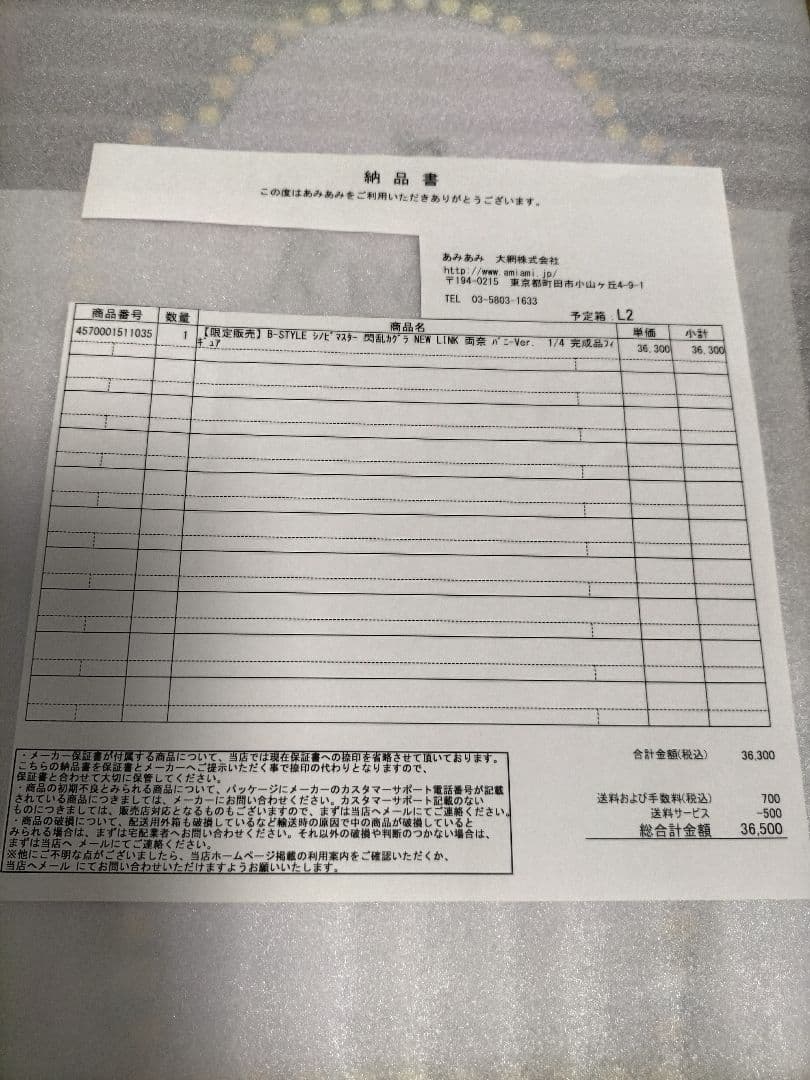 納品書
この度はあみあみをご利用いただきありがとうございます。
あみあみ 大網株式会社
http://www.amiami.jp/
〒194-0215 東京都町田市小山ヶ丘4-9-1
TEL 03-5803-1633
予定箱 L2
商品番号 数量 商品名 単価 小計
4570001511035 1 【限定販売】B-STYLE ｼﾉﾋﾞﾏｽﾀｰ 閃乱ｶｸﾞﾗ NEW LINK 両奈 ﾊﾞﾆｰVer. 1/4 完成品ﾌｨ 36,300 36,300
ｷﾞｭｱ
・メーカー保証書が付属する商品について、当店では現在保証書への捺印を省略させて頂いております。
こちらの納品書を保証書とメーカーへご提示いただく事で捺印の代わりとなりますので、
保証書と合わせて大切に保管してください。
・商品の初期不良とみられる商品について、パッケージにメーカーのカスタマーサポート電話番号が記載
されている商品につきましては、メーカーにお問い合わせください。カスタマーサポート記載のない
ものにつきましては、販売店対応となるものもございますので、まずは当店へメールにてご連絡ください。
・商品の破損について、配送用外箱も破損しているなど輸送時の原因で中の商品が破損していると
みられる場合は、まずは宅配業者へお問い合わせください。それ以外の破損や判断のつかない場合は、
まずは当店へ メールにてご連絡ください。
※他にご不明な点がございましたら、当店ホームページ掲載の利用案内をご確認いただくか、
当店へメール にてお問い合わせいただけますようお願いいたします。
合計金額(税込) 36,300
送料および手数料(税込) 700
送料サービス -500
総合計金額 36,500